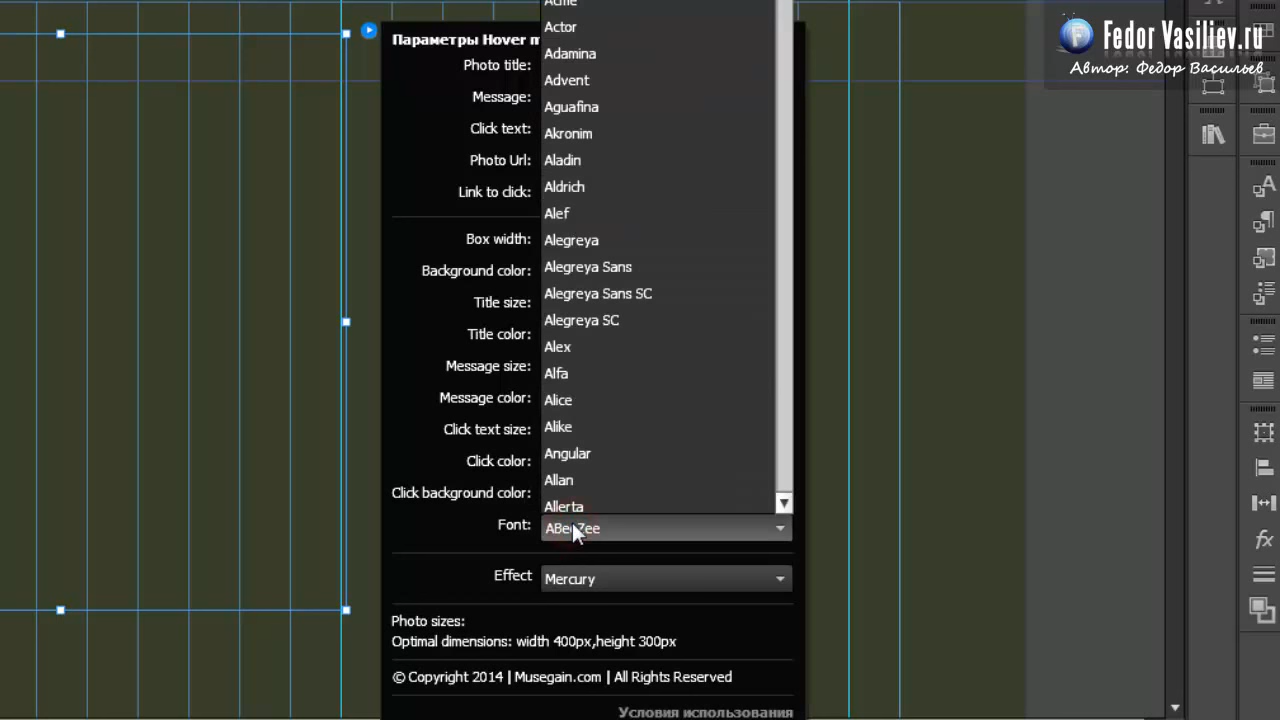 Acme
Fedor Vasiliev.ru
Автор: Федор Васильев
Параметры Hover
Actor
Photo title:
Adamina
Advent
Message:
Aguafina
Click text:
Akronim
Photo Url:
Aladin
Link to click:
Aldrich
Alef
Box width:
Alegreya
Background color:
Alegreya Sans
Title size:
Alegreya Sans SC
Title color:
Alegreya SC
Alex
Message size:
Alfa
Message color:
Alice
Click text size:
Alike
Click color:
Angular
Click background color:
Allan
Allerta
Font:
ABeeZee
Effect
Mercury
Photo sizes:
Optimal dimensions: width 400px,height 300px
© Copyright 2014 | Musegain.com | All Rights Reserved
Условия использования